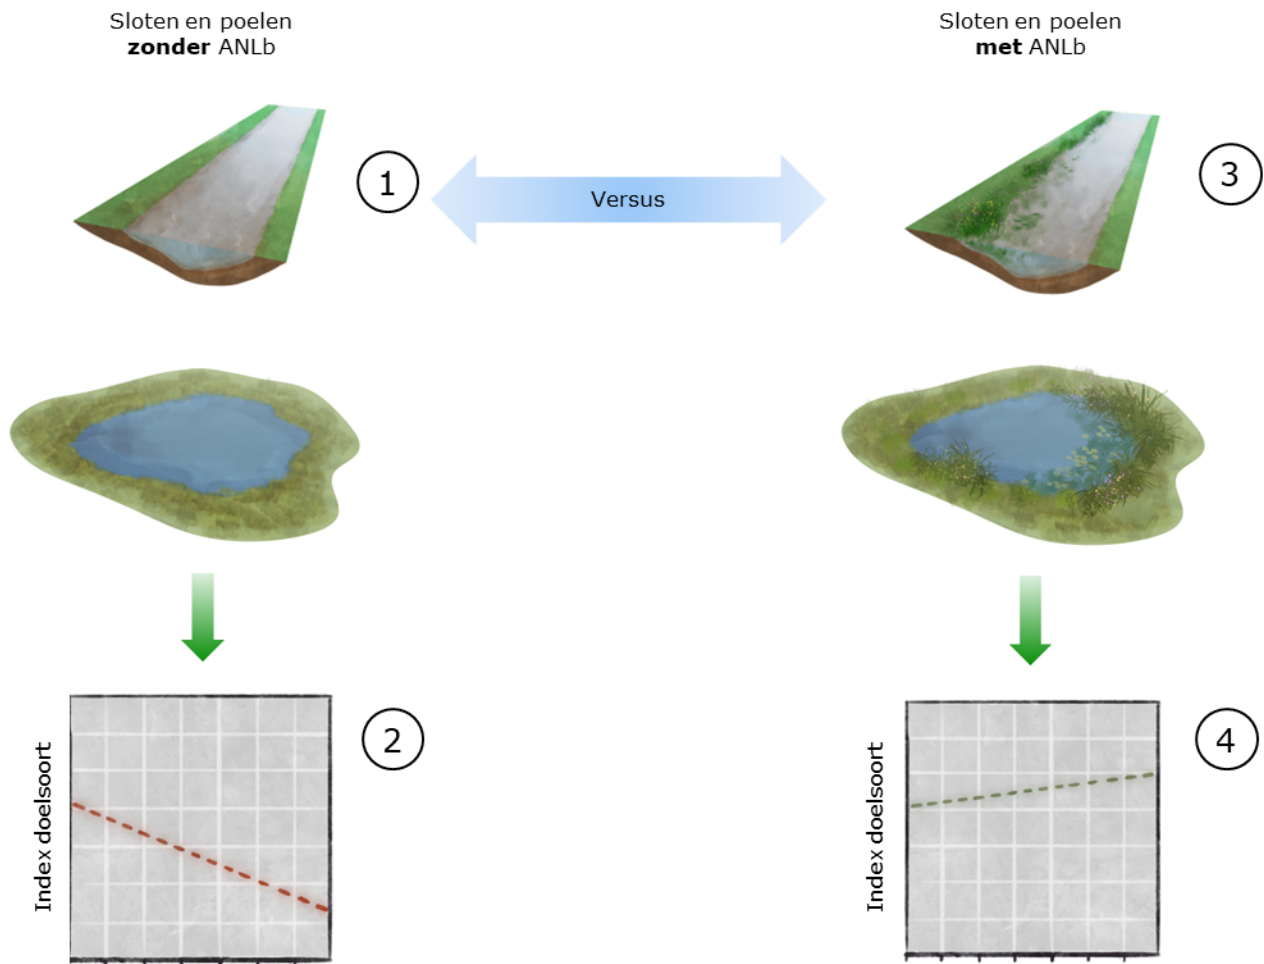 Sloten en poelen
zonder ANLb
Sloten en poelen
met ANLb
1
Versus
3
2
Index doelsoort
4
Index doelsoort